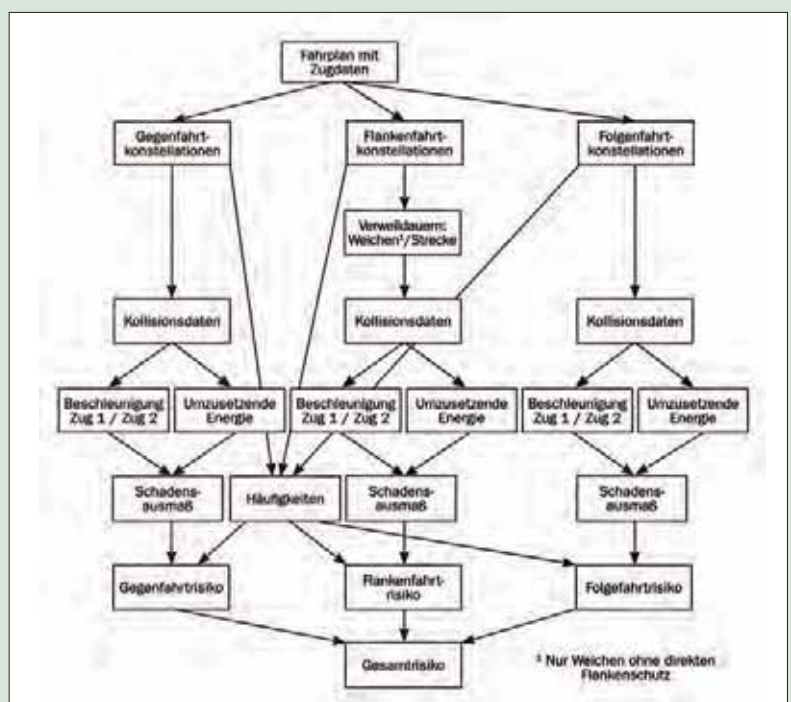 Fahrplan mit
Zugdaten
Gegenfahrt-
konstellationen
Flankenfahrt-
konstellationen
Folgenfahrt-
konstellationen
Verweildauern:
Weichen¹/Strecke
Kollisionsdaten
Kollisionsdaten
Kollisionsdaten
Beschleunigung
Zug 1 / Zug 2
Umzusetzende
Energie
Beschleunigung
Zug 1 / Zug 2
Umzusetzende
Energie
Beschleunigung
Zug 1 / Zug 2
Umzusetzende
Energie
Schadens-
ausmaß
Häufigkeiten
Schadens-
ausmaß
Schadens-
ausmaß
Gegenfahrtrisiko
Flankenfahrt-
risiko
Folgefahrtrisiko
Gesamtrisiko
¹ Nur Weichen ohne direkten
Flankenschutz